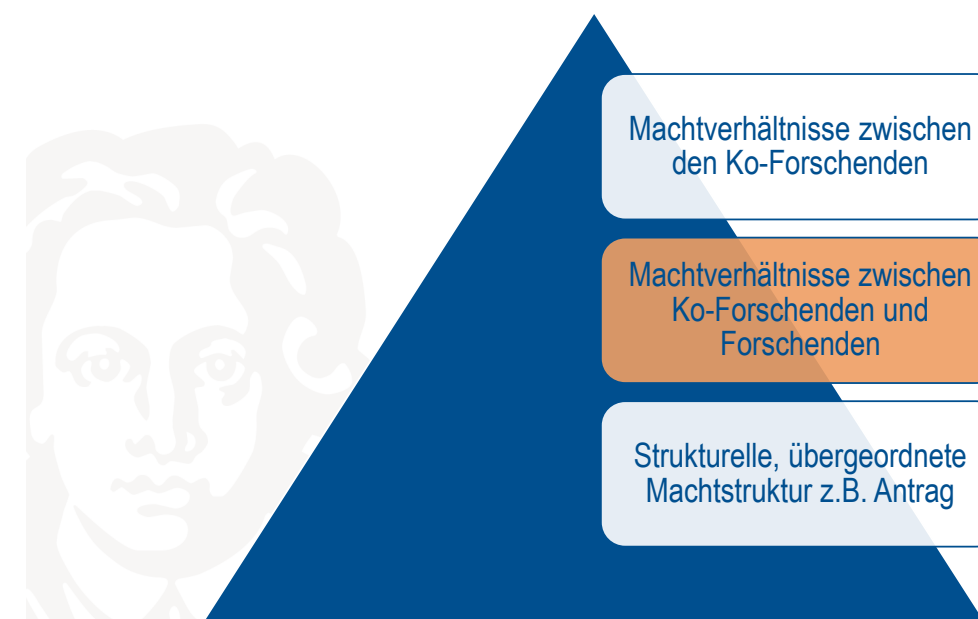 Machtverhältnisse zwischen
den Ko-Forschenden
Machtverhältnisse zwischen
Ko-Forschenden und
Forschenden
Strukturelle, übergeordnete
Machtstruktur z.B. Antrag